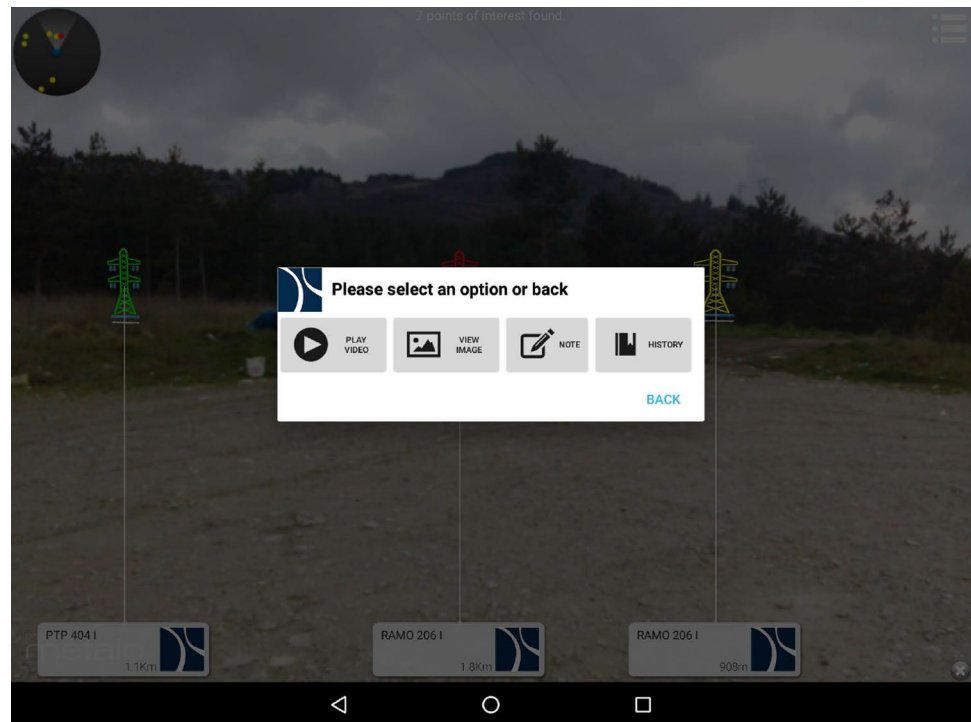 7 points of interest found.
Please select an option or back
PLAY
VIDEO
VIEW
IMAGE
NOTE
HISTORY
BACK
PTP 404 I
1.1Km
RAMO 206 I
1.8Km
RAMO 206 I
908m
metaio